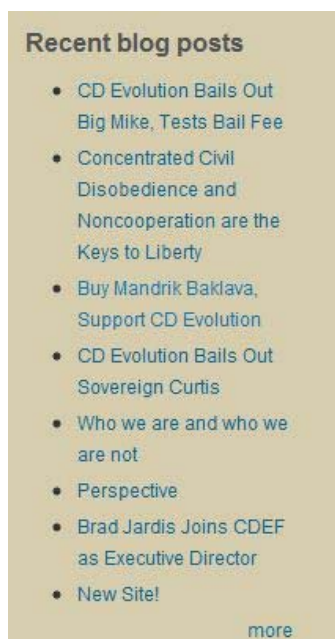 Recent blog posts
CD Evolution Bails Out
Big Mike, Tests Bail Fee
Concentrated Civil
Disobedience and
Noncooperation are the
Keys to Liberty
Buy Mandrik Baklava,
Support CD Evolution
CD Evolution Bails Out
Sovereign Curtis
Who we are and who we
are not
Perspective
Brad Jardis Joins CDEF
as Executive Director
New Site!
more